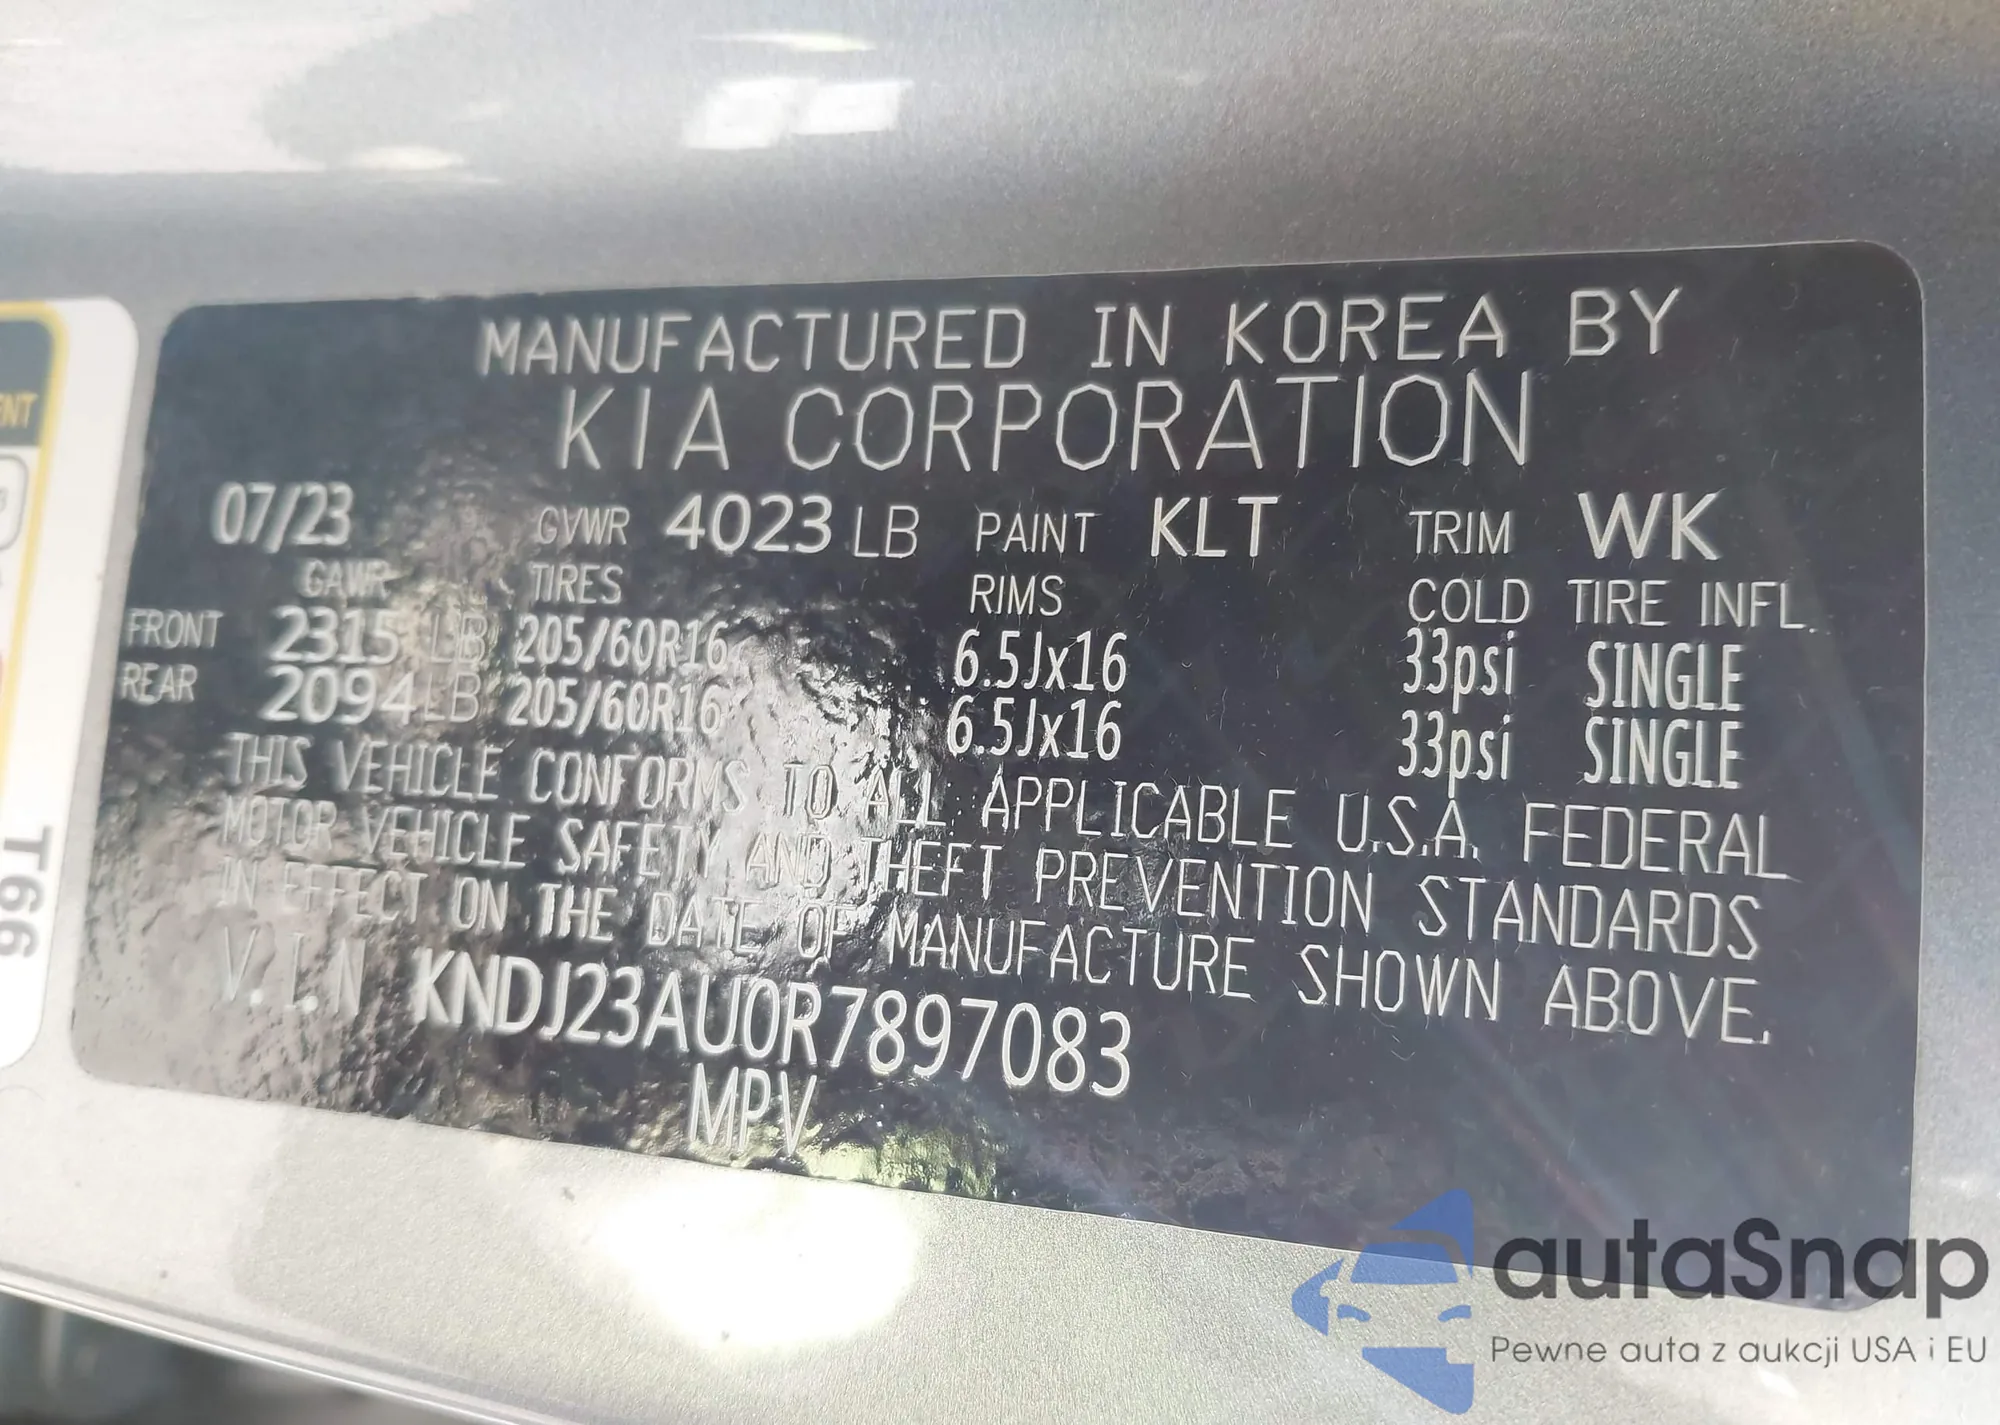 MANUFACTURED IN KOREA BY
KIA CORPORATION
07/23 GVWR 4023 LB PAINT KLT TRIM WK
GAWR TIRES RIMS COLD TIRE INFL.
FRONT 2315 LB 205/60R16 6.5Jx16 33psi SINGLE
REAR 2094 LB 205/60R16 6.5Jx16 33psi SINGLE
THIS VEHICLE CONFORMS TO ALL APPLICABLE U.S.A. FEDERAL
MOTOR VEHICLE SAFETY AND THEFT PREVENTION STANDARDS
IN EFFECT ON THE DATE OF MANUFACTURE SHOWN ABOVE.
V.I.N KNDJ23AU0R7897083
MPV
T66
autaSnap
Pewne auta z aukcji USA i EU